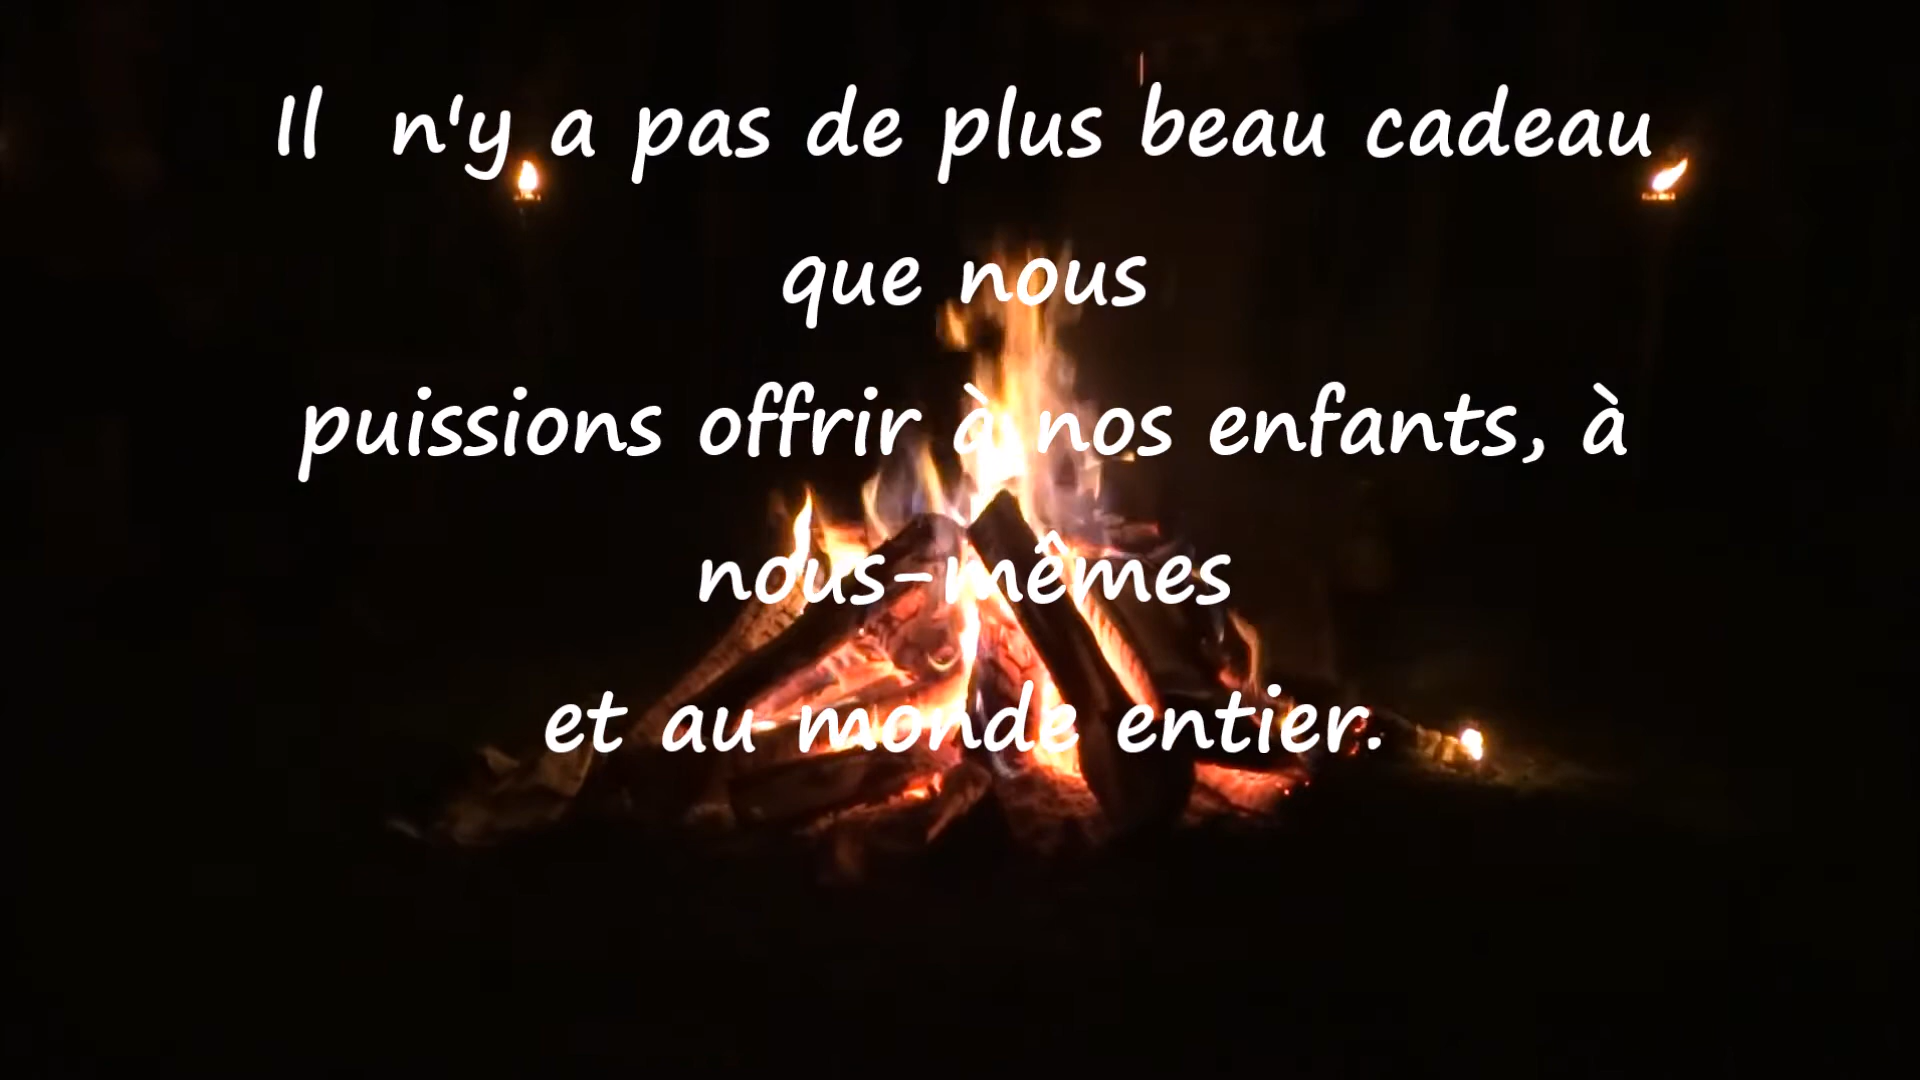 Il  n'y a pas de plus beau cadeau
que nous
puissions offrir à nos enfants, à
nous-mêmes
et au monde entier.